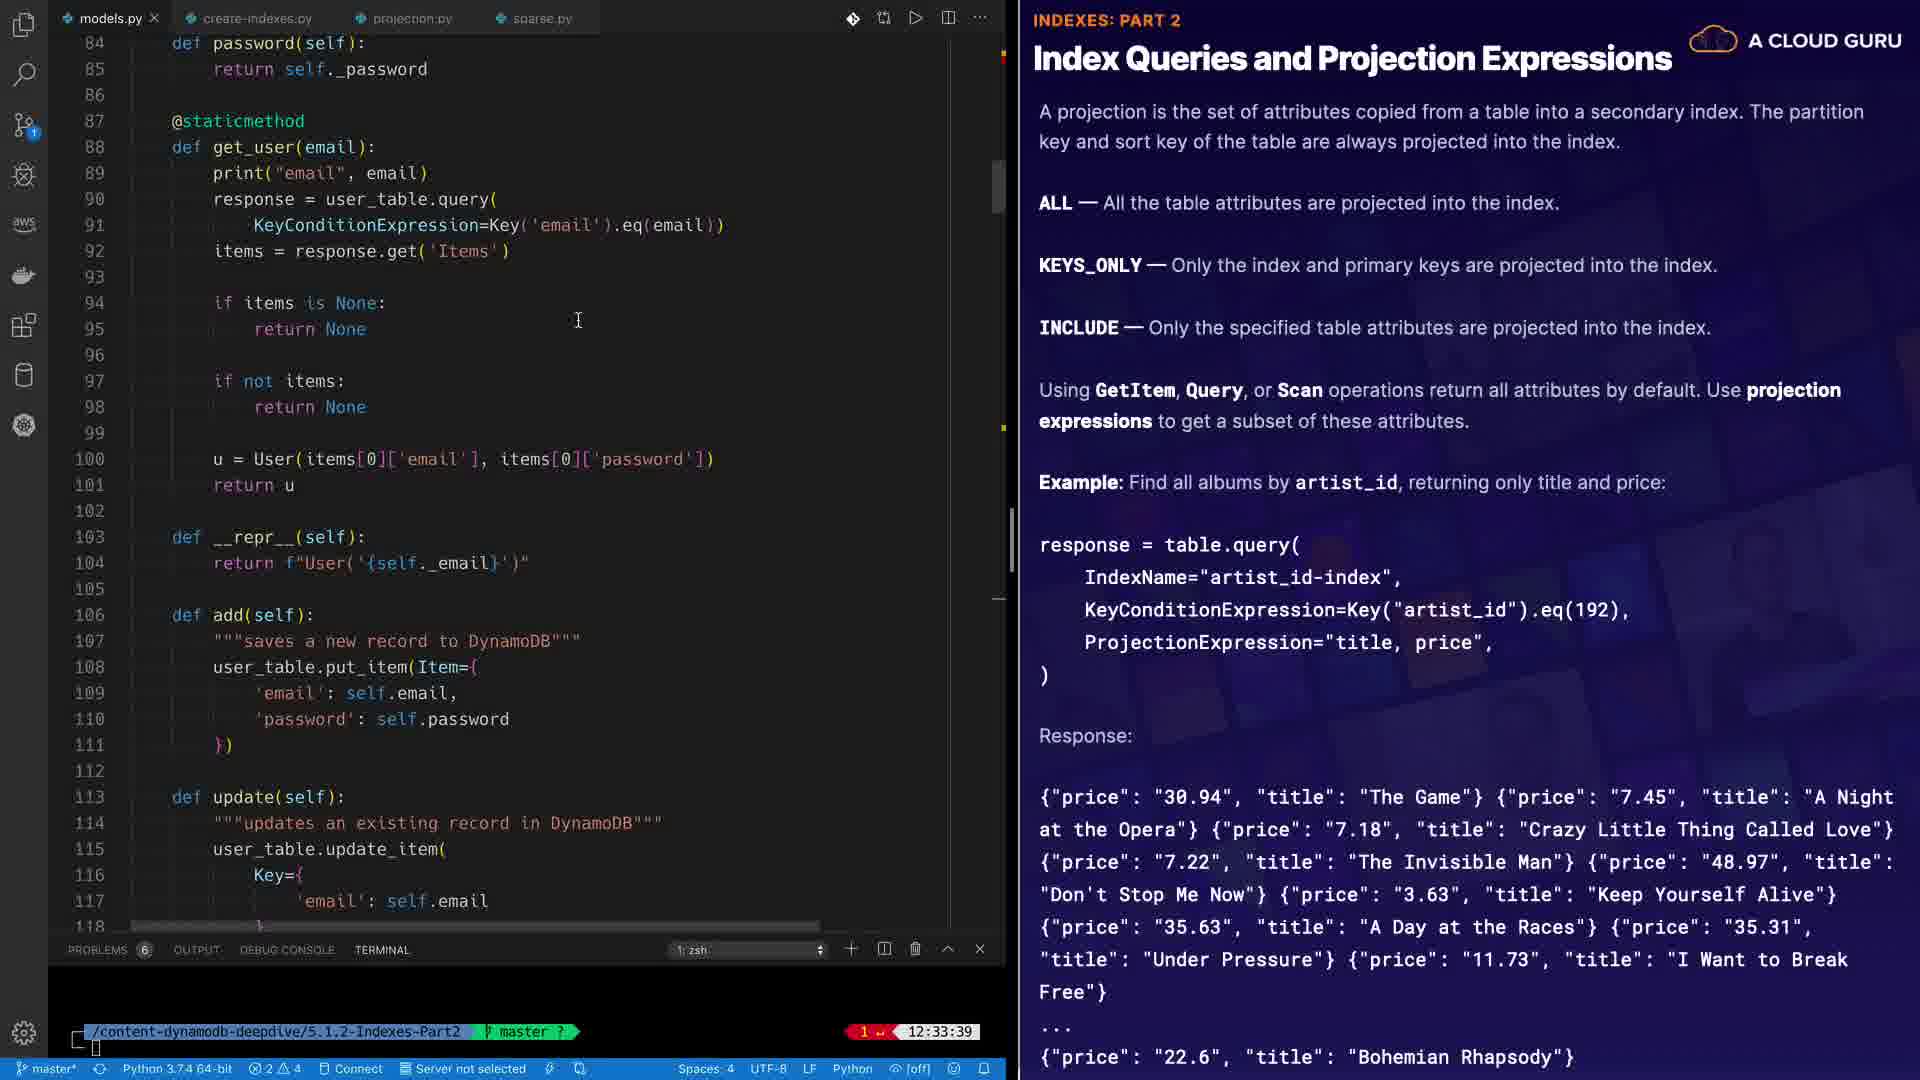 models.py
create-indexes.py
projection.py
sparse.py
84 def password(self):
85 return self._password
86
87 @staticmethod
88 def get_user(email):
89 print("email", email)
90 response = user_table.query(
91 KeyConditionExpression=Key('email').eq(email))
92 items = response.get('Items')
93
94 if items is None:
95 return None
96
97 if not items:
98 return None
99
100 u = User(items[0]['email'], items[0]['password'])
101 return u
102
103 def __repr__(self):
104 return f"User('{self._email}')"
105
106 def add(self):
107 """saves a new record to DynamoDB"""
108 user_table.put_item(Item={
109 'email': self.email,
110 'password': self.password
111 })
112
113 def update(self):
114 """updates an existing record in DynamoDB"""
115 user_table.update_item(
116 Key={
117 'email': self.email
118 }
1
aws
PROBLEMS 6 OUTPUT DEBUG CONSOLE TERMINAL 1: zsh
/content-dynamodb-deepdive/5.1.2-Indexes-Part2 master ? 1 ↵ 12:33:39
master* Python 3.7.4 64-bit 2 4 Connect Server not selected Spaces: 4 UTF-8 LF Python [off]
INDEXES: PART 2
Index Queries and Projection Expressions
A CLOUD GURU
A projection is the set of attributes copied from a table into a secondary index. The partition
key and sort key of the table are always projected into the index.
ALL — All the table attributes are projected into the index.
KEYS_ONLY — Only the index and primary keys are projected into the index.
INCLUDE — Only the specified table attributes are projected into the index.
Using GetItem, Query, or Scan operations return all attributes by default. Use projection
expressions to get a subset of these attributes.
Example: Find all albums by artist_id, returning only title and price:
response = table.query(
IndexName="artist_id-index",
KeyConditionExpression=Key("artist_id").eq(192),
ProjectionExpression="title, price",
)
Response:
{"price": "30.94", "title": "The Game"} {"price": "7.45", "title": "A Night
at the Opera"} {"price": "7.18", "title": "Crazy Little Thing Called Love"}
{"price": "7.22", "title": "The Invisible Man"} {"price": "48.97", "title":
"Don't Stop Me Now"} {"price": "3.63", "title": "Keep Yourself Alive"}
{"price": "35.63", "title": "A Day at the Races"} {"price": "35.31",
"title": "Under Pressure"} {"price": "11.73", "title": "I Want to Break
Free"}
...
{"price": "22.6", "title": "Bohemian Rhapsody"}